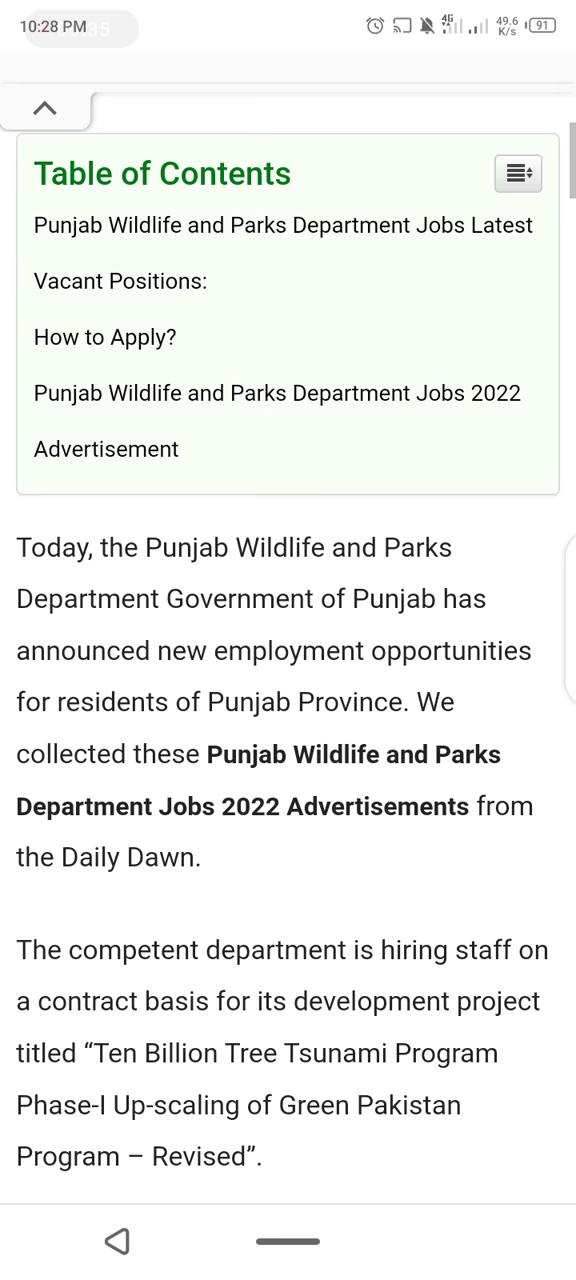 10:28 PM
4G
49.6
K/s
91
Table of Contents
Punjab Wildlife and Parks Department Jobs Latest
Vacant Positions:
How to Apply?
Punjab Wildlife and Parks Department Jobs 2022
Advertisement
Today, the Punjab Wildlife and Parks
Department Government of Punjab has
announced new employment opportunities
for residents of Punjab Province. We
collected these Punjab Wildlife and Parks
Department Jobs 2022 Advertisements from
the Daily Dawn.
The competent department is hiring staff on
a contract basis for its development project
titled “Ten Billion Tree Tsunami Program
Phase-I Up-scaling of Green Pakistan
Program – Revised”.